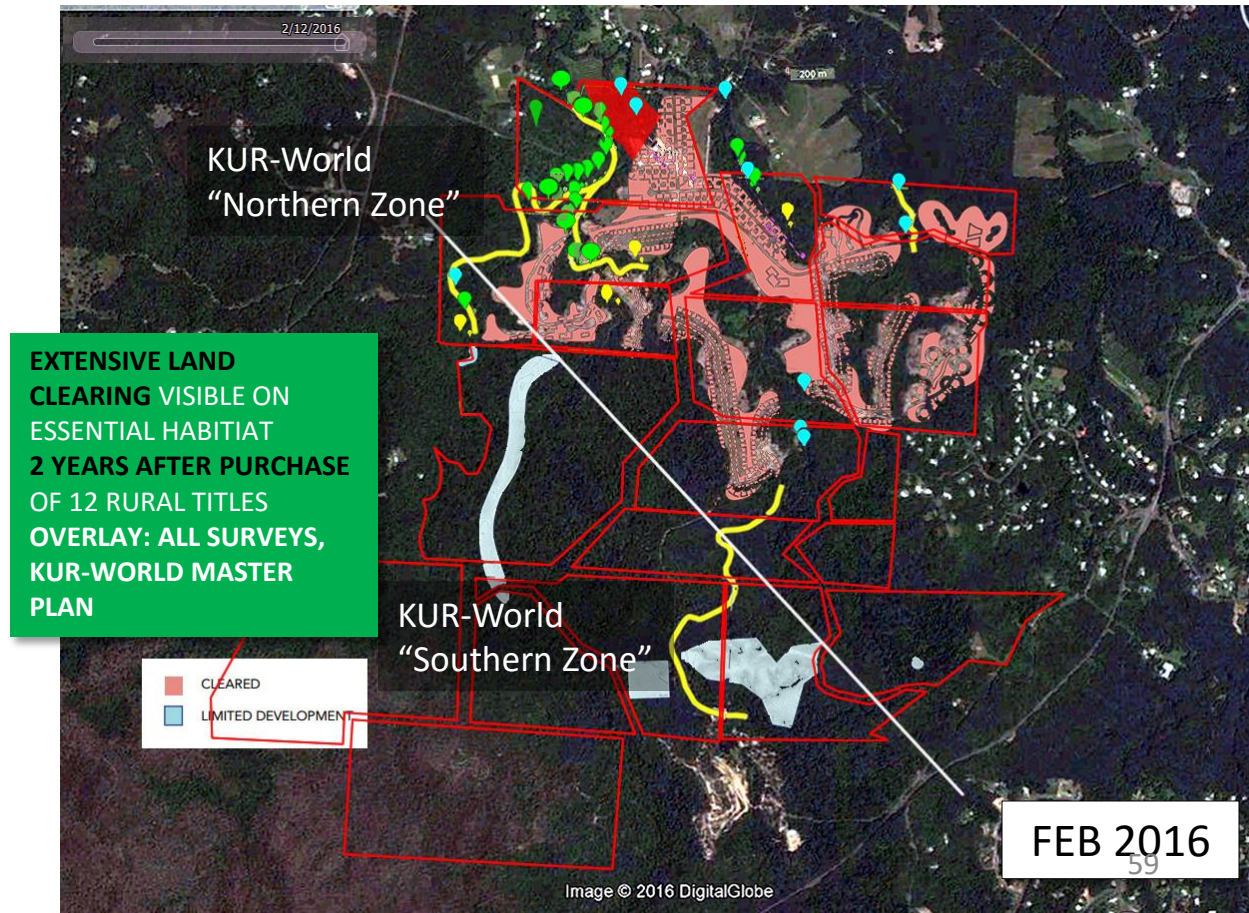 2/12/2016
200 m
KUR-World
“Northern Zone”
EXTENSIVE LAND
CLEARING VISIBLE ON
ESSENTIAL HABITIAT
2 YEARS AFTER PURCHASE
OF 12 RURAL TITLES
OVERLAY: ALL SURVEYS,
KUR-WORLD MASTER
PLAN
KUR-World
“Southern Zone”
CLEARED
LIMITED DEVELOPMENT
FEB 2016
59
Image © 2016 DigitalGlobe